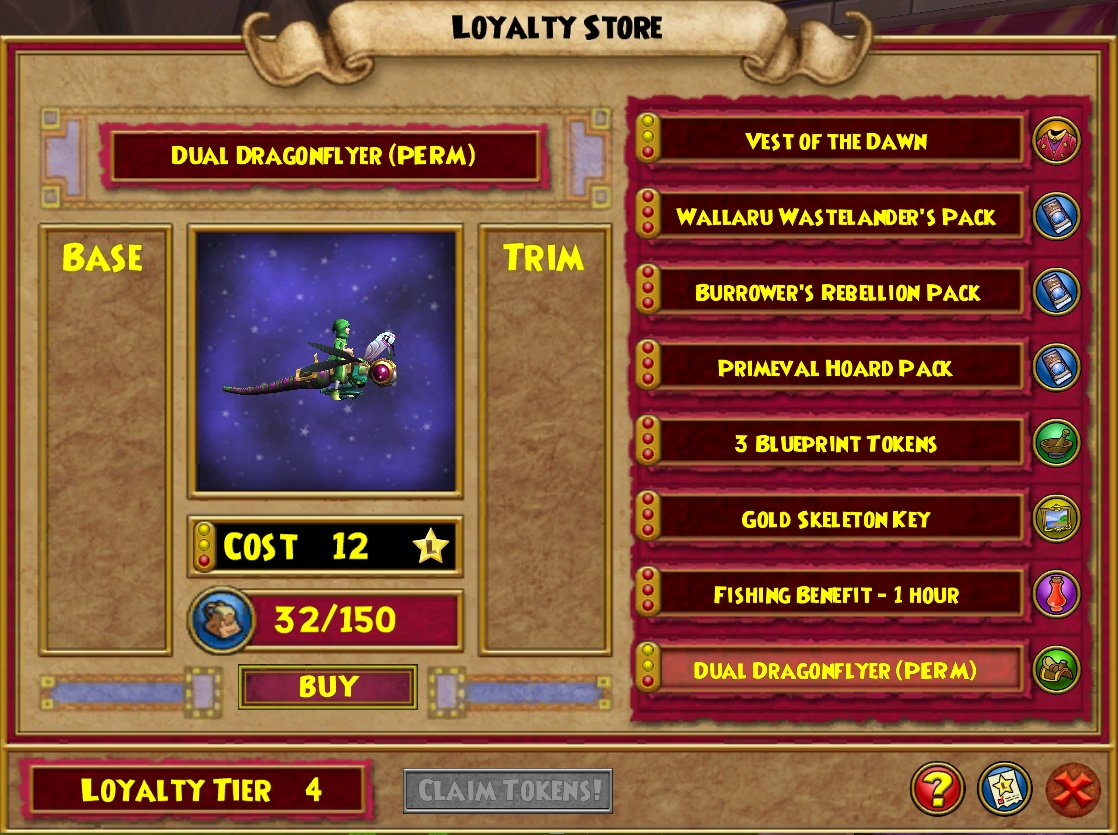 LOYALTY STORE
DUAL DRAGONFLYER (PERM)
BASE
TRIM
COST 12
L
32/150
BUY
VEST OF THE DAWN
WALLARU WASTELANDER'S PACK
BURROWER'S REBELLION PACK
PRIMEVAL HOARD PACK
3 BLUEPRINT TOKENS
GOLD SKELETON KEY
FISHING BENEFIT - 1 HOUR
DUAL DRAGONFLYER (PERM)
LOYALTY TIER 4
CLAIM TOKENS!
?